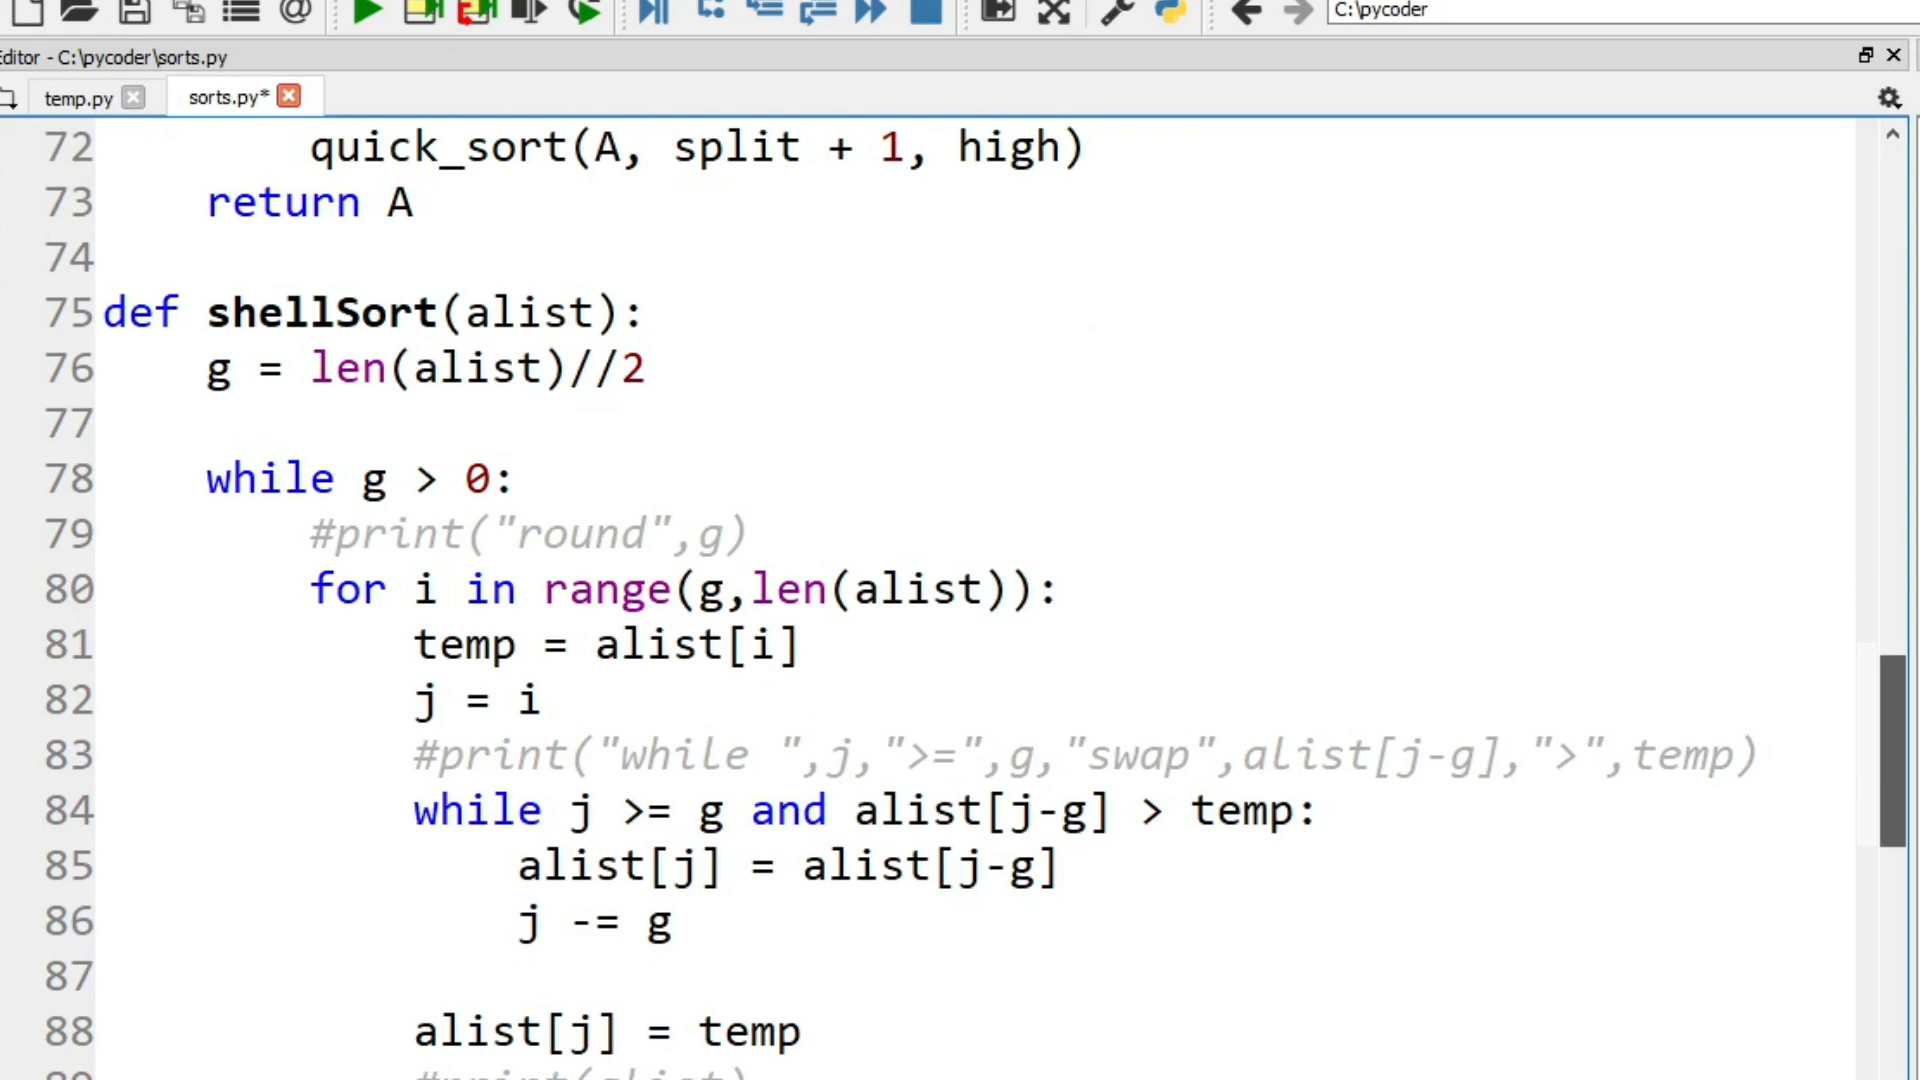 C:\pycoder
ditor - C:\pycoder\sorts.py
temp.py
sorts.py*
72 quick_sort(A, split + 1, high)
73 return A
74
75 def shellSort(alist):
76 g = len(alist)//2
77
78 while g > 0:
79 #print("round",g)
80 for i in range(g,len(alist)):
81 temp = alist[i]
82 j = i
83 #print("while ",j,">=",g,"swap",alist[j-g],">",temp)
84 while j >= g and alist[j-g] > temp:
85 alist[j] = alist[j-g]
86 j -= g
87
88 alist[j] = temp